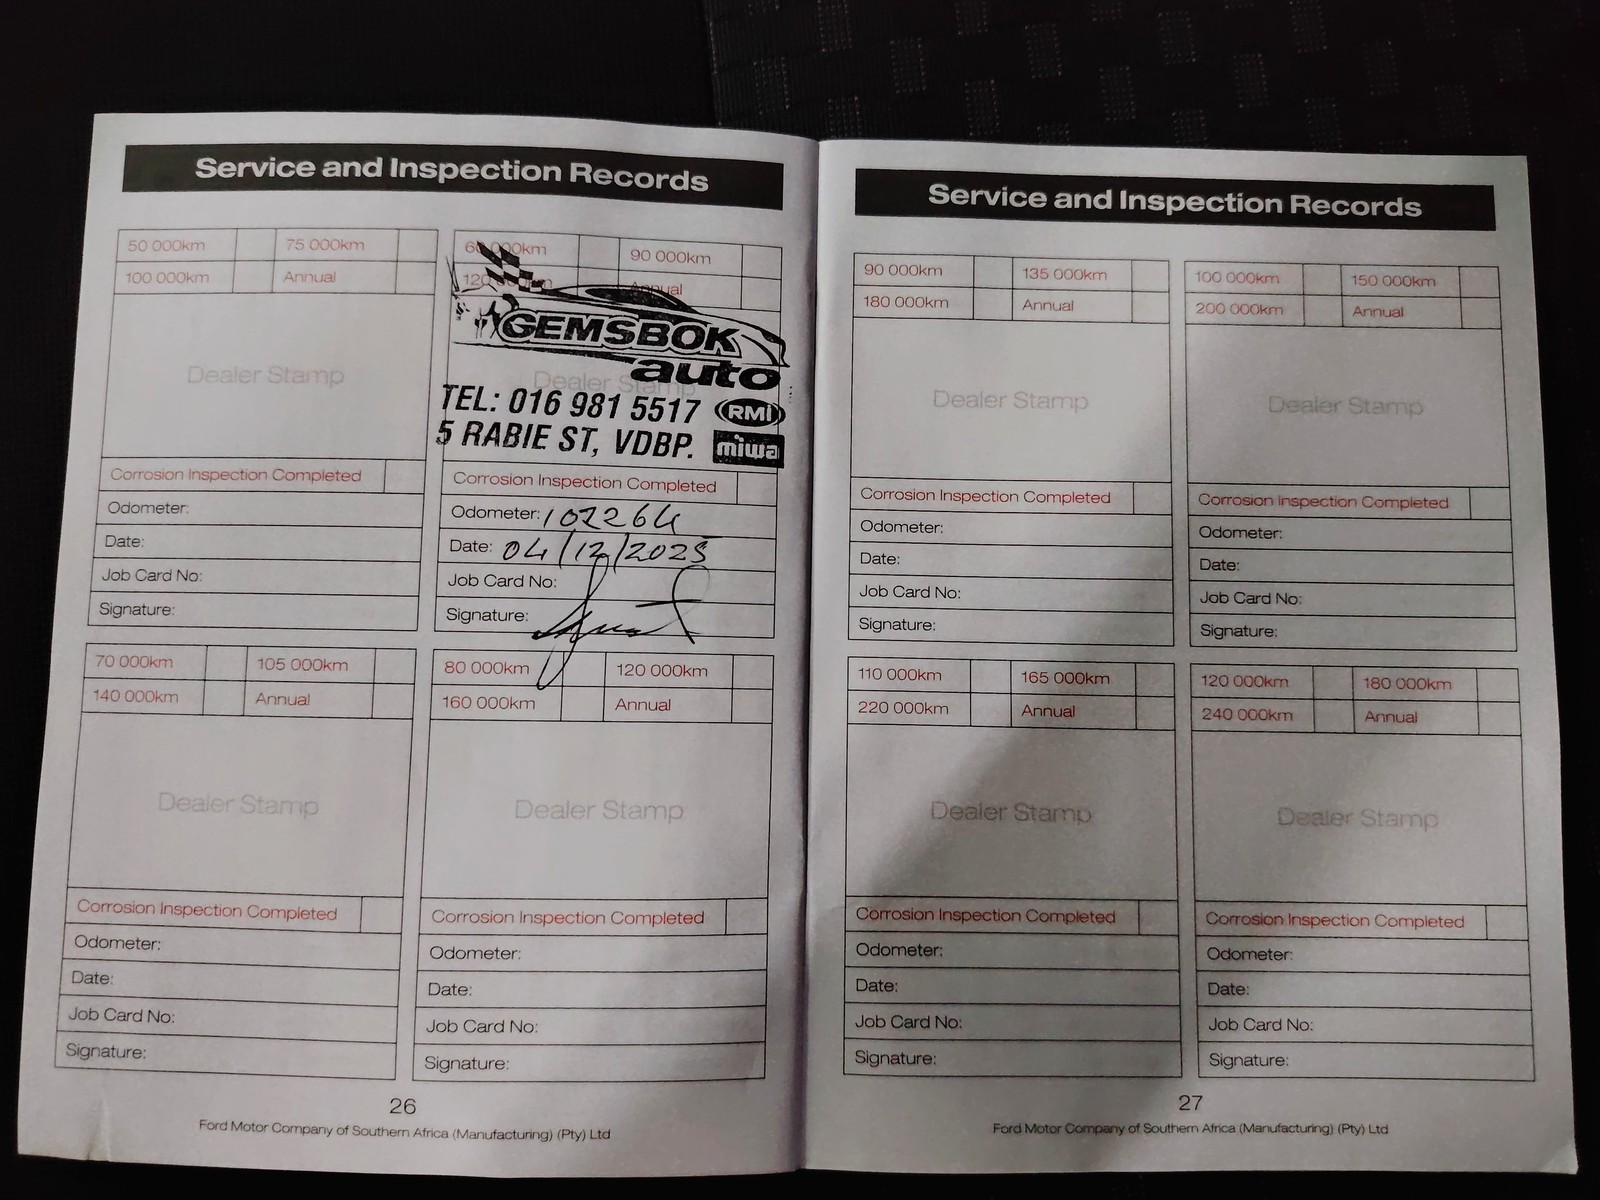 Service and Inspection Records
50 000km 75 000km
100 000km Annual
Dealer Stamp
Corrosion Inspection Completed
Odometer:
Date:
Job Card No:
Signature:
60 000km 90 000km
120 000km Annual
GEMSBOK
auto
Dealer Stamp
TEL: 016 981 5517 RMI
5 RABIE ST, VDBP. miwa
Corrosion Inspection Completed
Odometer: 102264
Date: 04/12/2025
Job Card No:
Signature:
70 000km 105 000km
140 000km Annual
Dealer Stamp
Corrosion Inspection Completed
Odometer:
Date:
Job Card No:
Signature:
80 000km 120 000km
160 000km Annual
Dealer Stamp
Corrosion Inspection Completed
Odometer:
Date:
Job Card No:
Signature:
26
Ford Motor Company of Southern Africa (Manufacturing) (Pty) Ltd
Service and Inspection Records
90 000km 135 000km
180 000km Annual
Dealer Stamp
Corrosion Inspection Completed
Odometer:
Date:
Job Card No:
Signature:
100 000km 150 000km
200 000km Annual
Dealer Stamp
Corrosion Inspection Completed
Odometer:
Date:
Job Card No:
Signature:
110 000km 165 000km
220 000km Annual
Dealer Stamp
Corrosion Inspection Completed
Odometer:
Date:
Job Card No:
Signature:
120 000km 180 000km
240 000km Annual
Dealer Stamp
Corrosion Inspection Completed
Odometer:
Date:
Job Card No:
Signature:
27
Ford Motor Company of Southern Africa (Manufacturing) (Pty) Ltd